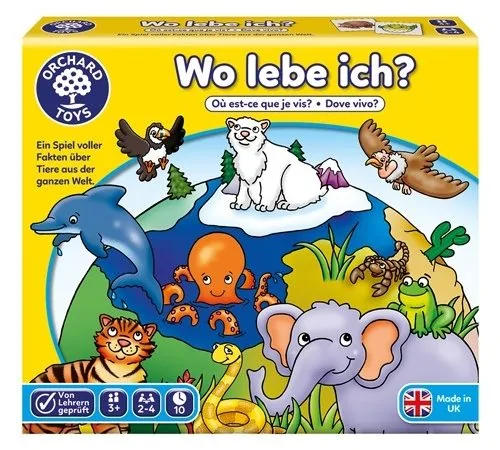 Wo lebe ich?
Où est-ce que je vis? • Dove vivo?
ORCHARD
TOYS
Ein Spiel voller
Fakten über
Tiere aus der
ganzen Welt.
Von
Lehrern
geprüft
3+
2-4
10
Made in
UK